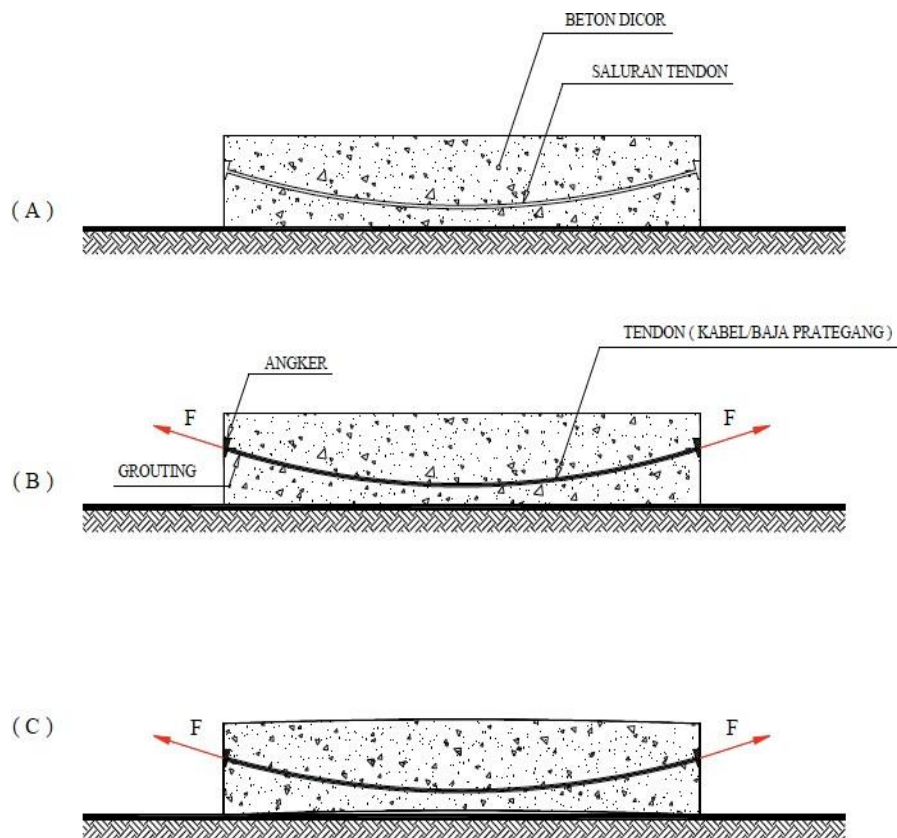 BETON DICOR
SALURAN TENDON
( A )
TENDON ( KABEL/BAJA PRATEGANG )
ANGKER
F
F
GROUTING
( B )
( C )
F
F